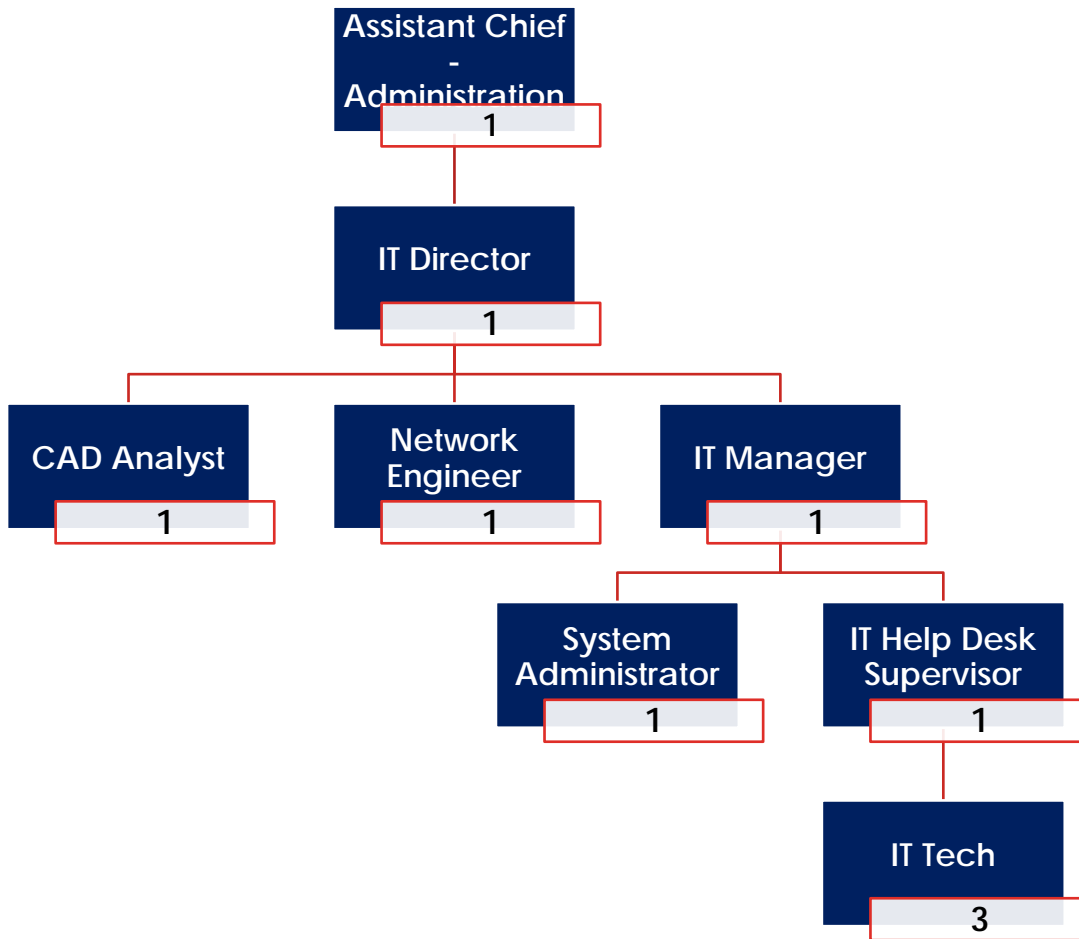 Assistant Chief
-
Administration
1
IT Director
1
CAD Analyst
1
Network
Engineer
1
IT Manager
1
System
Administrator
1
IT Help Desk
Supervisor
1
IT Tech
3